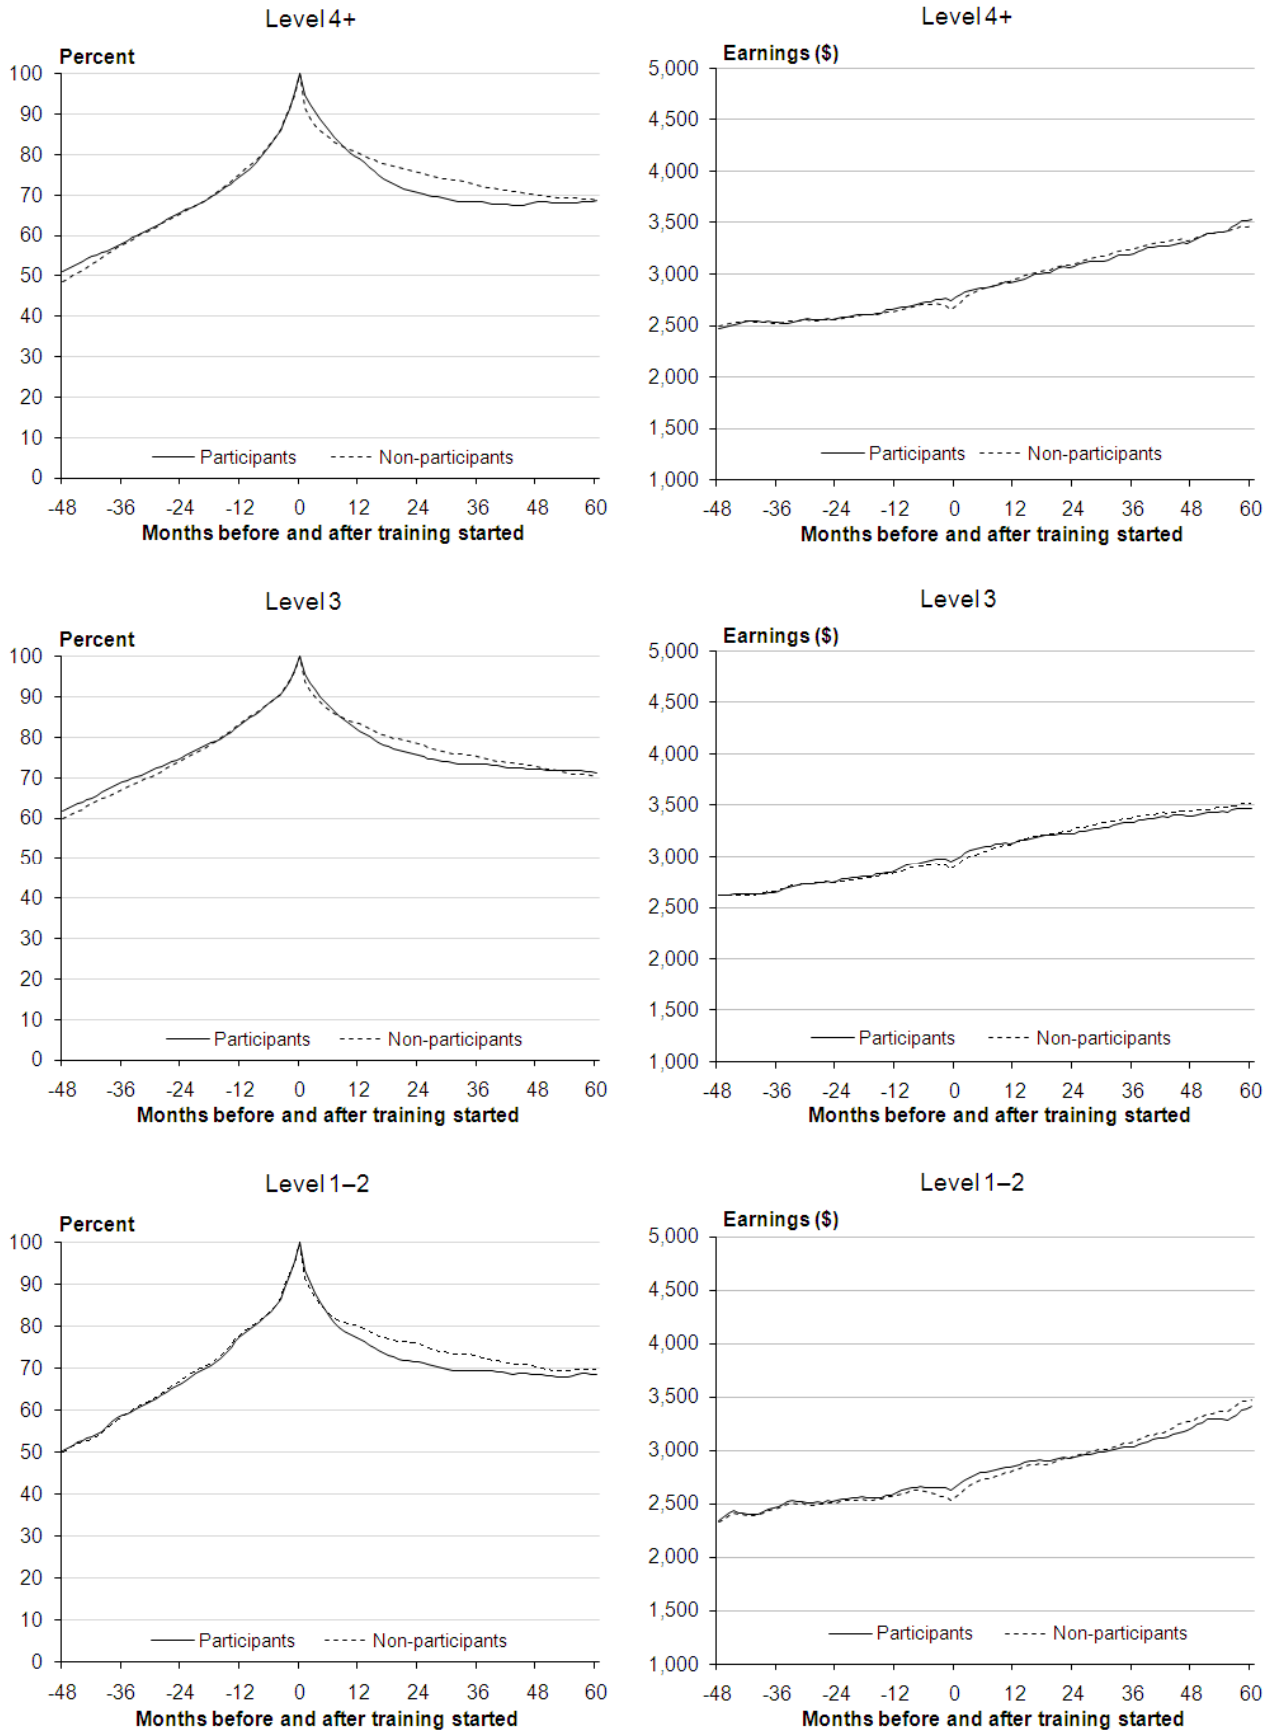 Level 4+
Percent
100
90
80
70
60
50
40
30
20
10
0
Participants Non-participants
-48 -36 -24 -12 0 12 24 36 48 60
Months before and after training started
Level 4+
Earnings ($)
5,000
4,500
4,000
3,500
3,000
2,500
2,000
1,500
1,000
Participants Non-participants
-48 -36 -24 -12 0 12 24 36 48 60
Months before and after training started
Level 3
Percent
100
90
80
70
60
50
40
30
20
10
0
Participants Non-participants
-48 -36 -24 -12 0 12 24 36 48 60
Months before and after training started
Level 3
Earnings ($)
5,000
4,500
4,000
3,500
3,000
2,500
2,000
1,500
1,000
Participants Non-participants
-48 -36 -24 -12 0 12 24 36 48 60
Months before and after training started
Level 1–2
Percent
100
90
80
70
60
50
40
30
20
10
0
Participants Non-participants
-48 -36 -24 -12 0 12 24 36 48 60
Months before and after training started
Level 1–2
Earnings ($)
5,000
4,500
4,000
3,500
3,000
2,500
2,000
1,500
1,000
Participants Non-participants
-48 -36 -24 -12 0 12 24 36 48 60
Months before and after training started